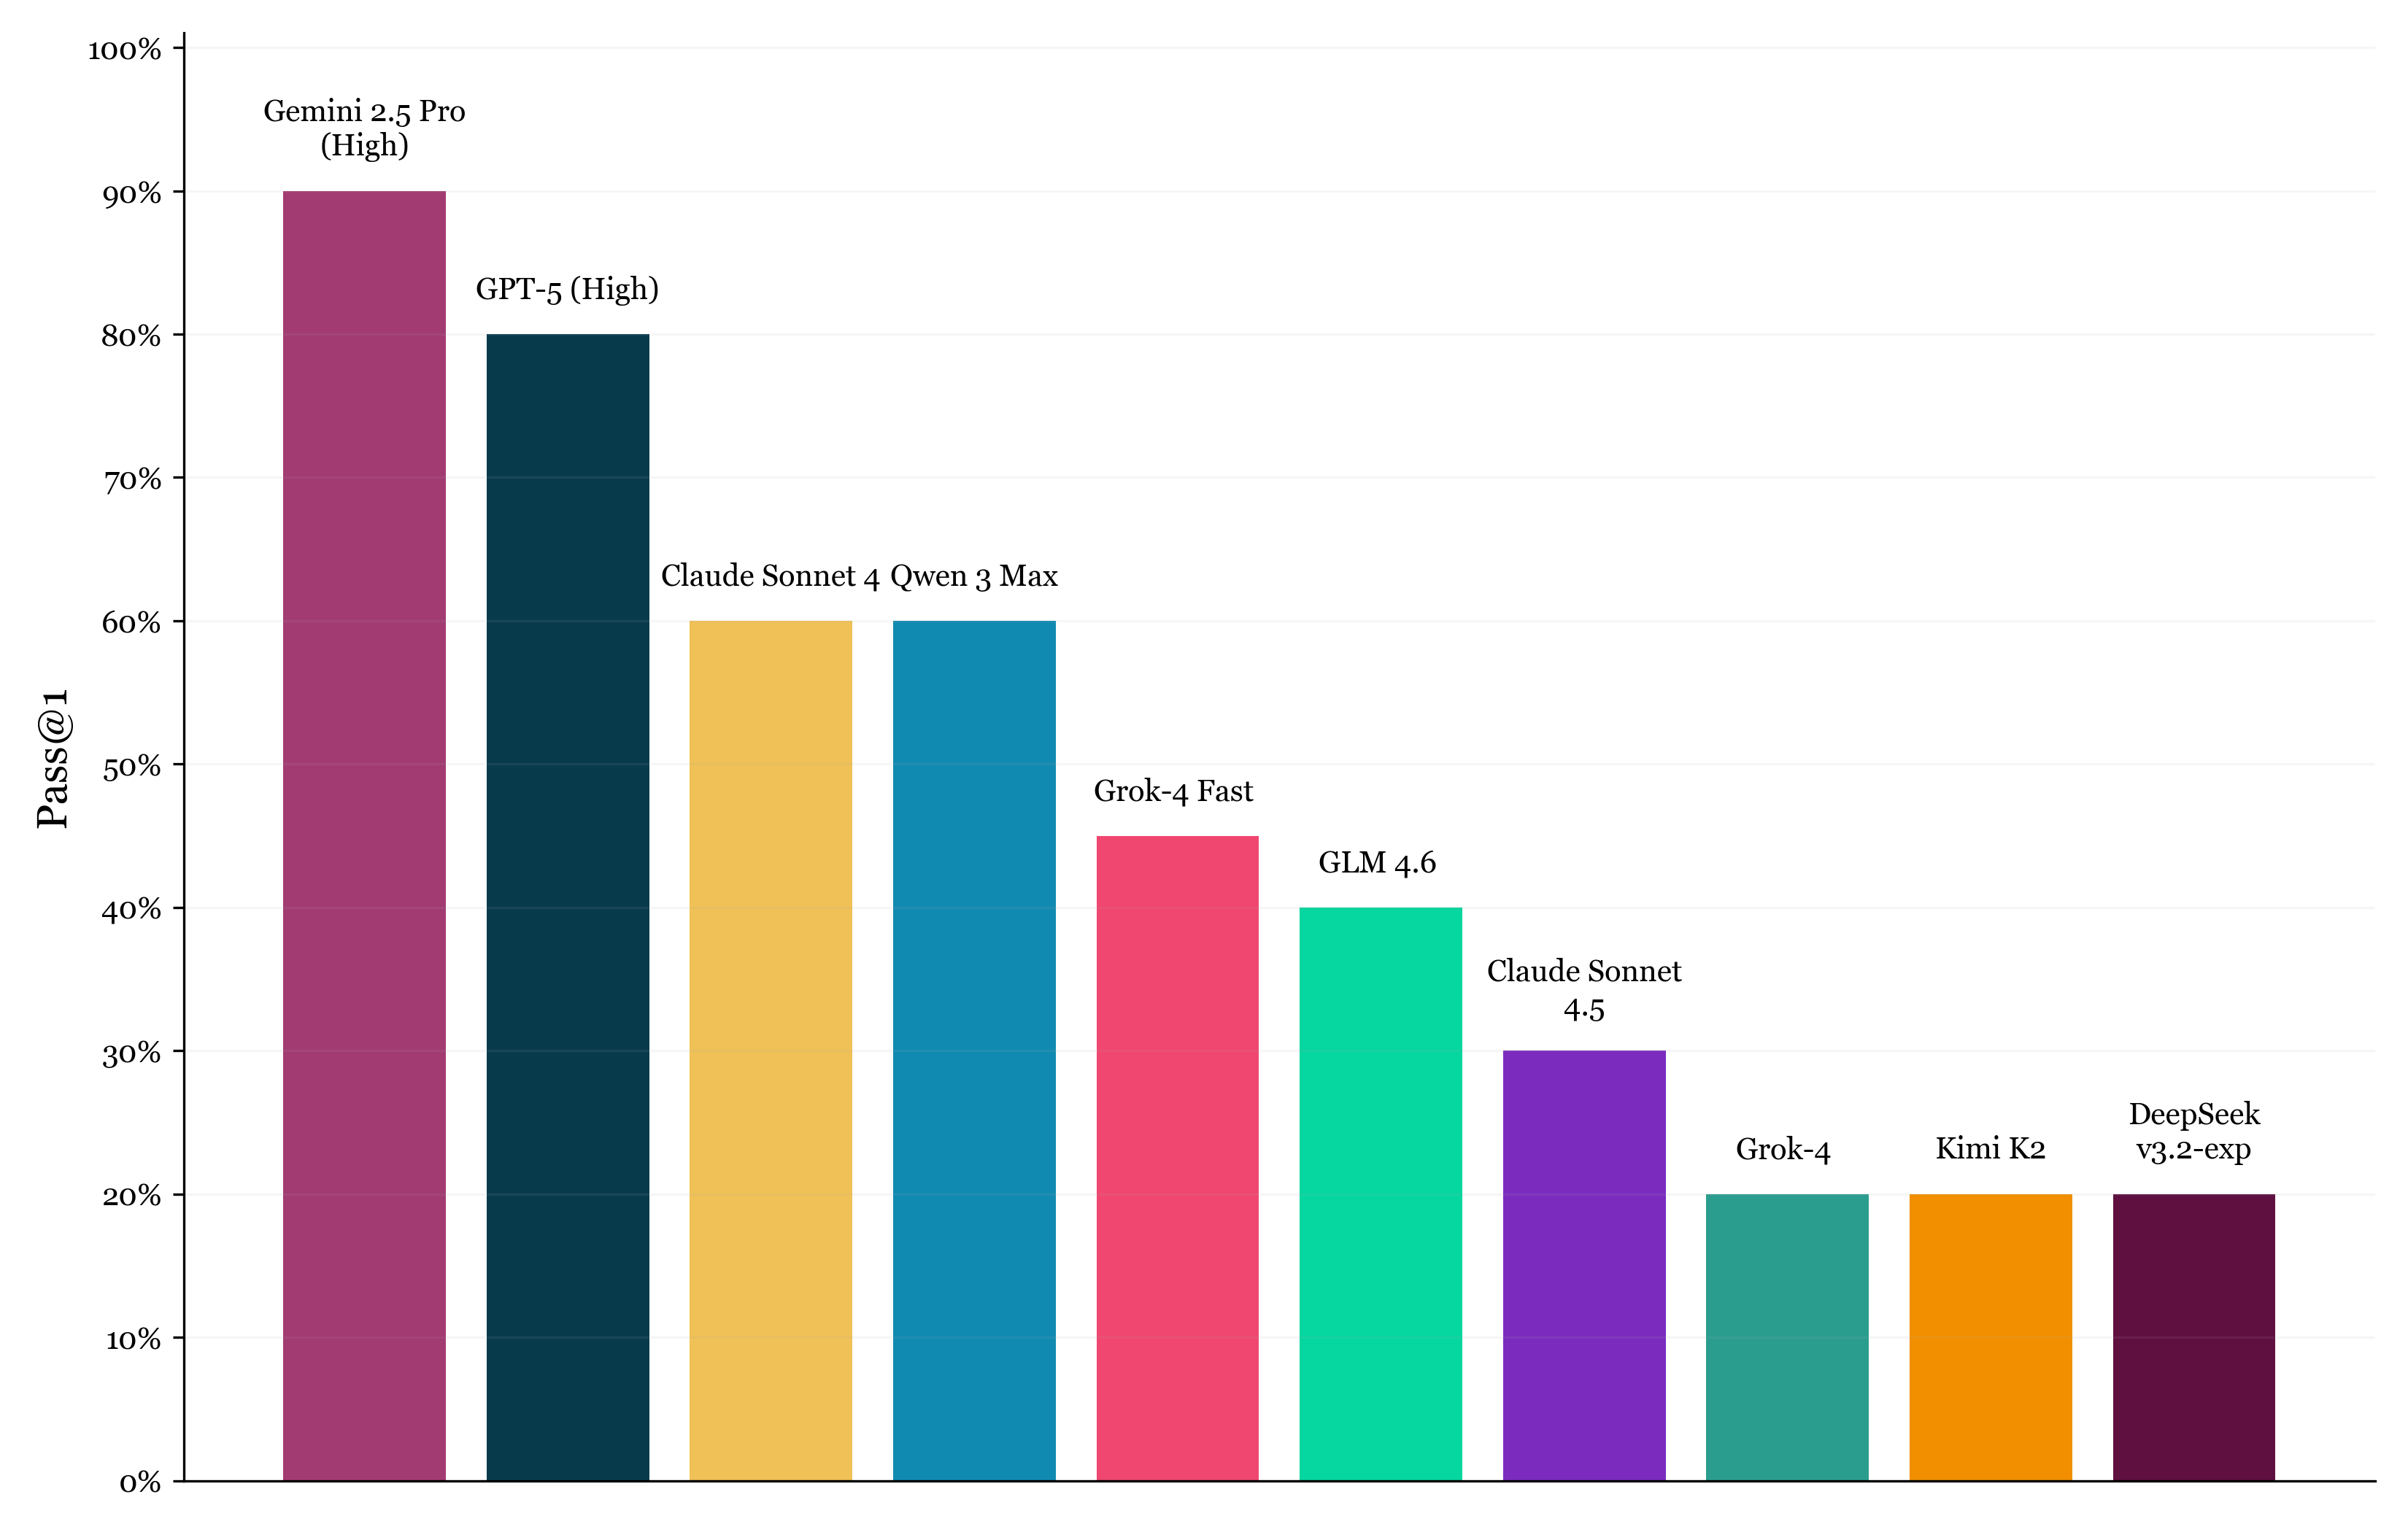 100%
90%
80%
70%
60%
50%
40%
30%
20%
10%
0%
Pass@1
Gemini 2.5 Pro
(High)
GPT-5 (High)
Claude Sonnet 4
Qwen 3 Max
Grok-4 Fast
GLM 4.6
Claude Sonnet
4.5
Grok-4
Kimi K2
DeepSeek
v3.2-exp